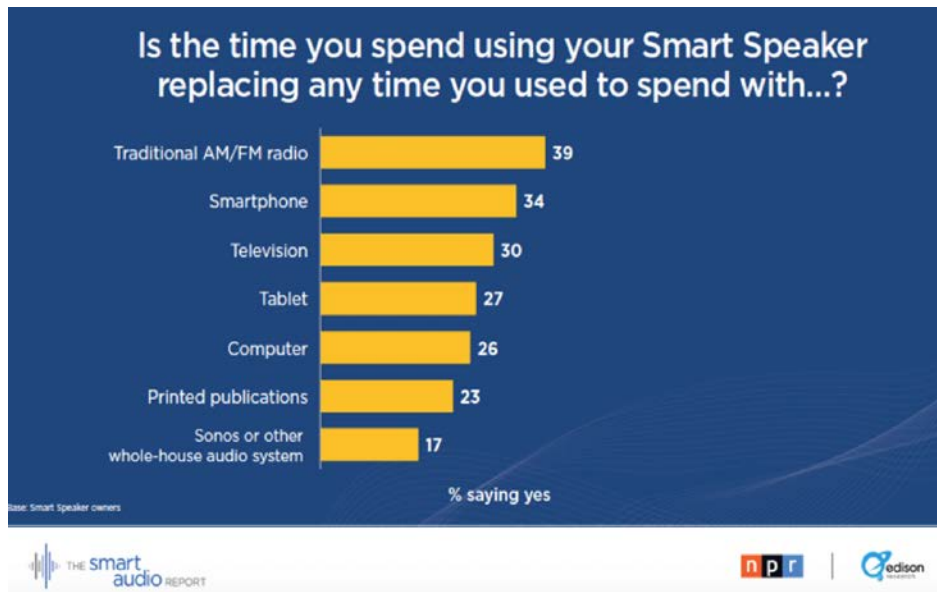 Is the time you spend using your Smart Speaker
replacing any time you used to spend with...?
Traditional AM/FM radio 39
Smartphone 34
Television 30
Tablet 27
Computer 26
Printed publications 23
Sonos or other
whole-house audio system 17
% saying yes
Base: Smart Speaker owners
THE smart
audio REPORT
npr
edison
research